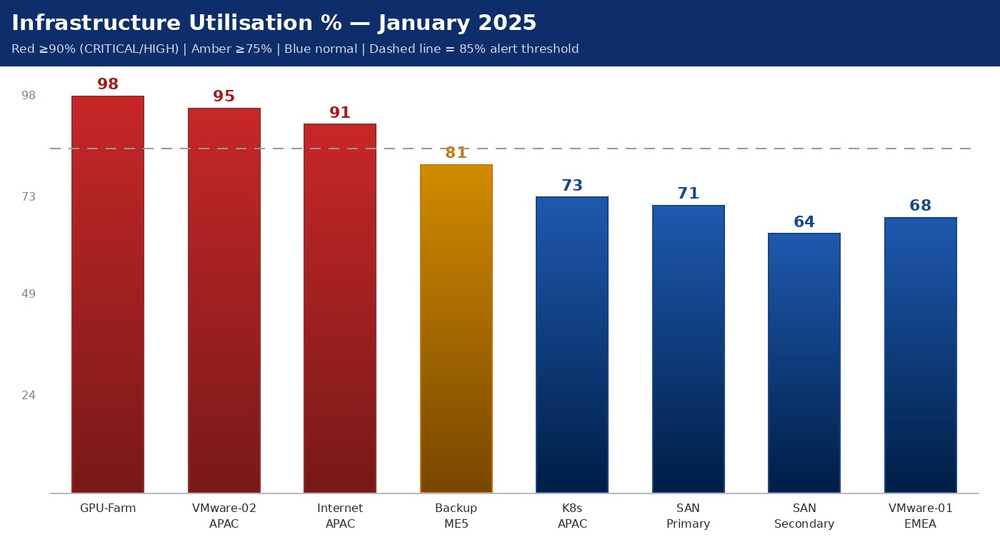 Infrastructure Utilisation % — January 2025
Red ≥90% (CRITICAL/HIGH) | Amber ≥75% | Blue normal | Dashed line = 85% alert threshold
98
95
91
81
73
71
64
68
98
73
49
24
GPU-Farm
VMware-02
APAC
Internet
APAC
Backup
ME5
K8s
APAC
SAN
Primary
SAN
Secondary
VMware-01
EMEA